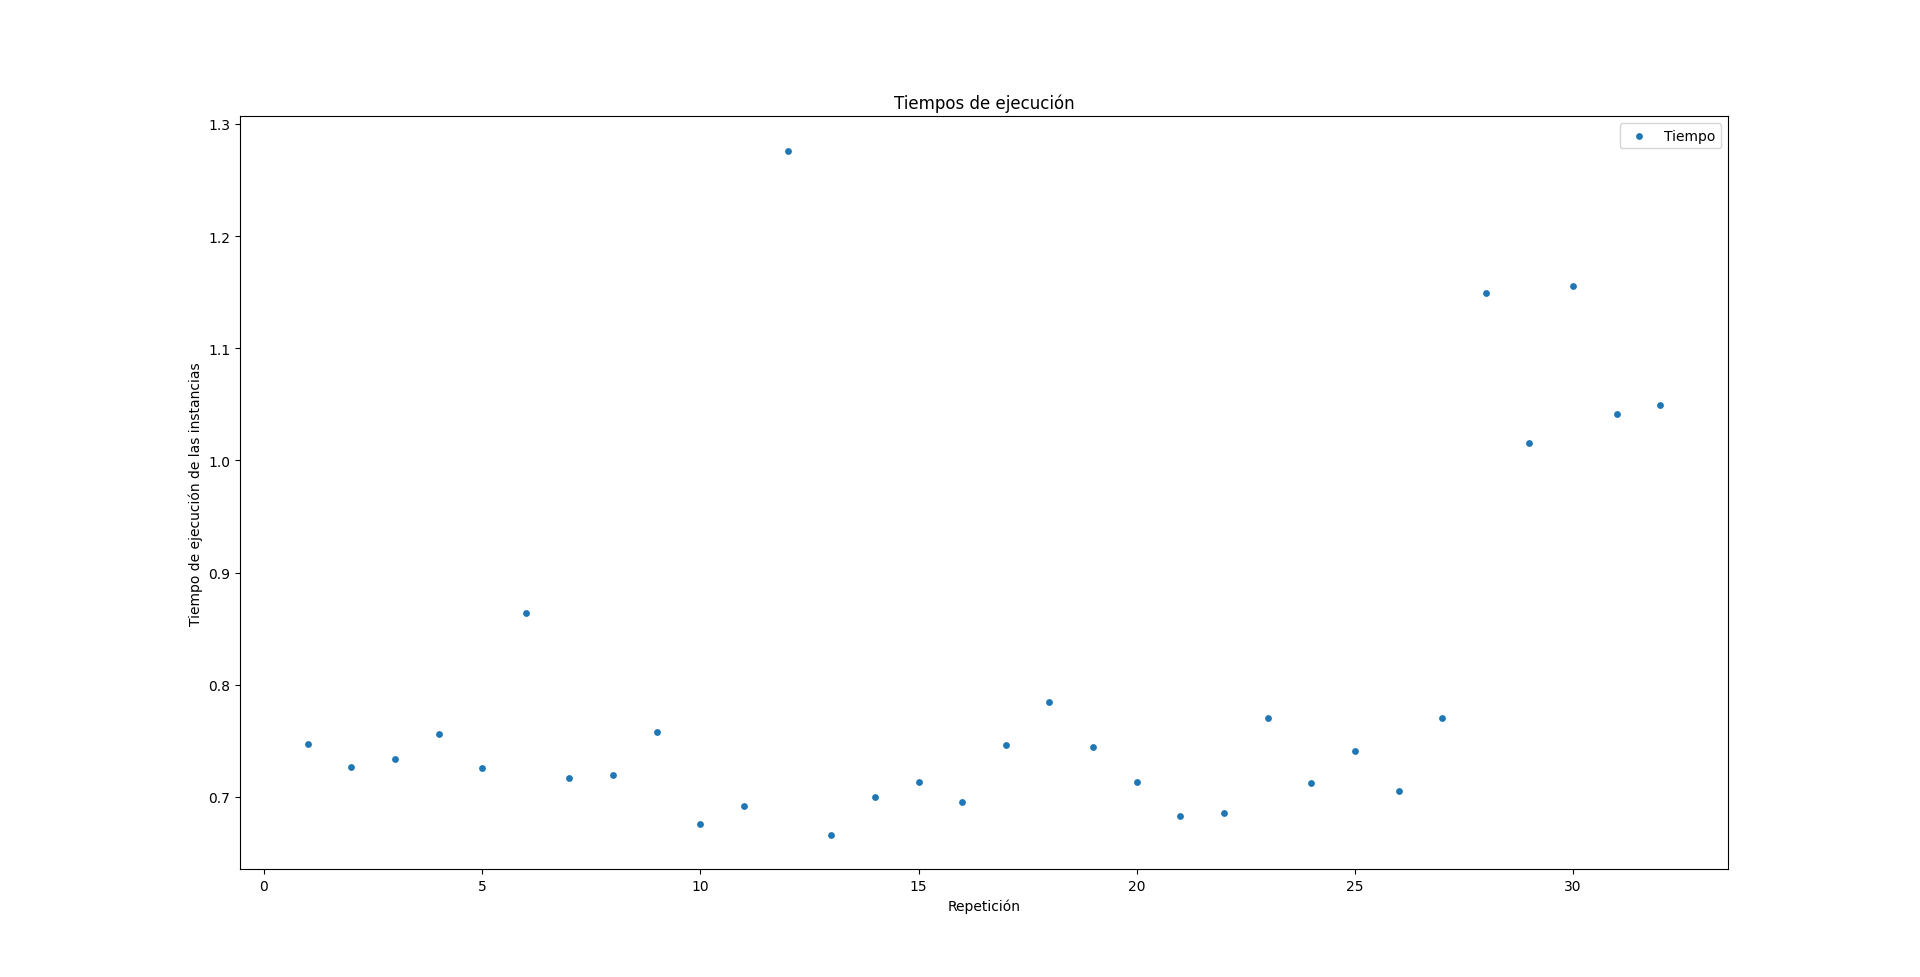 Tiempos de ejecución
Tiempo
Tiempo de ejecución de las instancias
1.3
1.2
1.1
1.0
0.9
0.8
0.7
0 5 10 15 20 25 30
Repetición